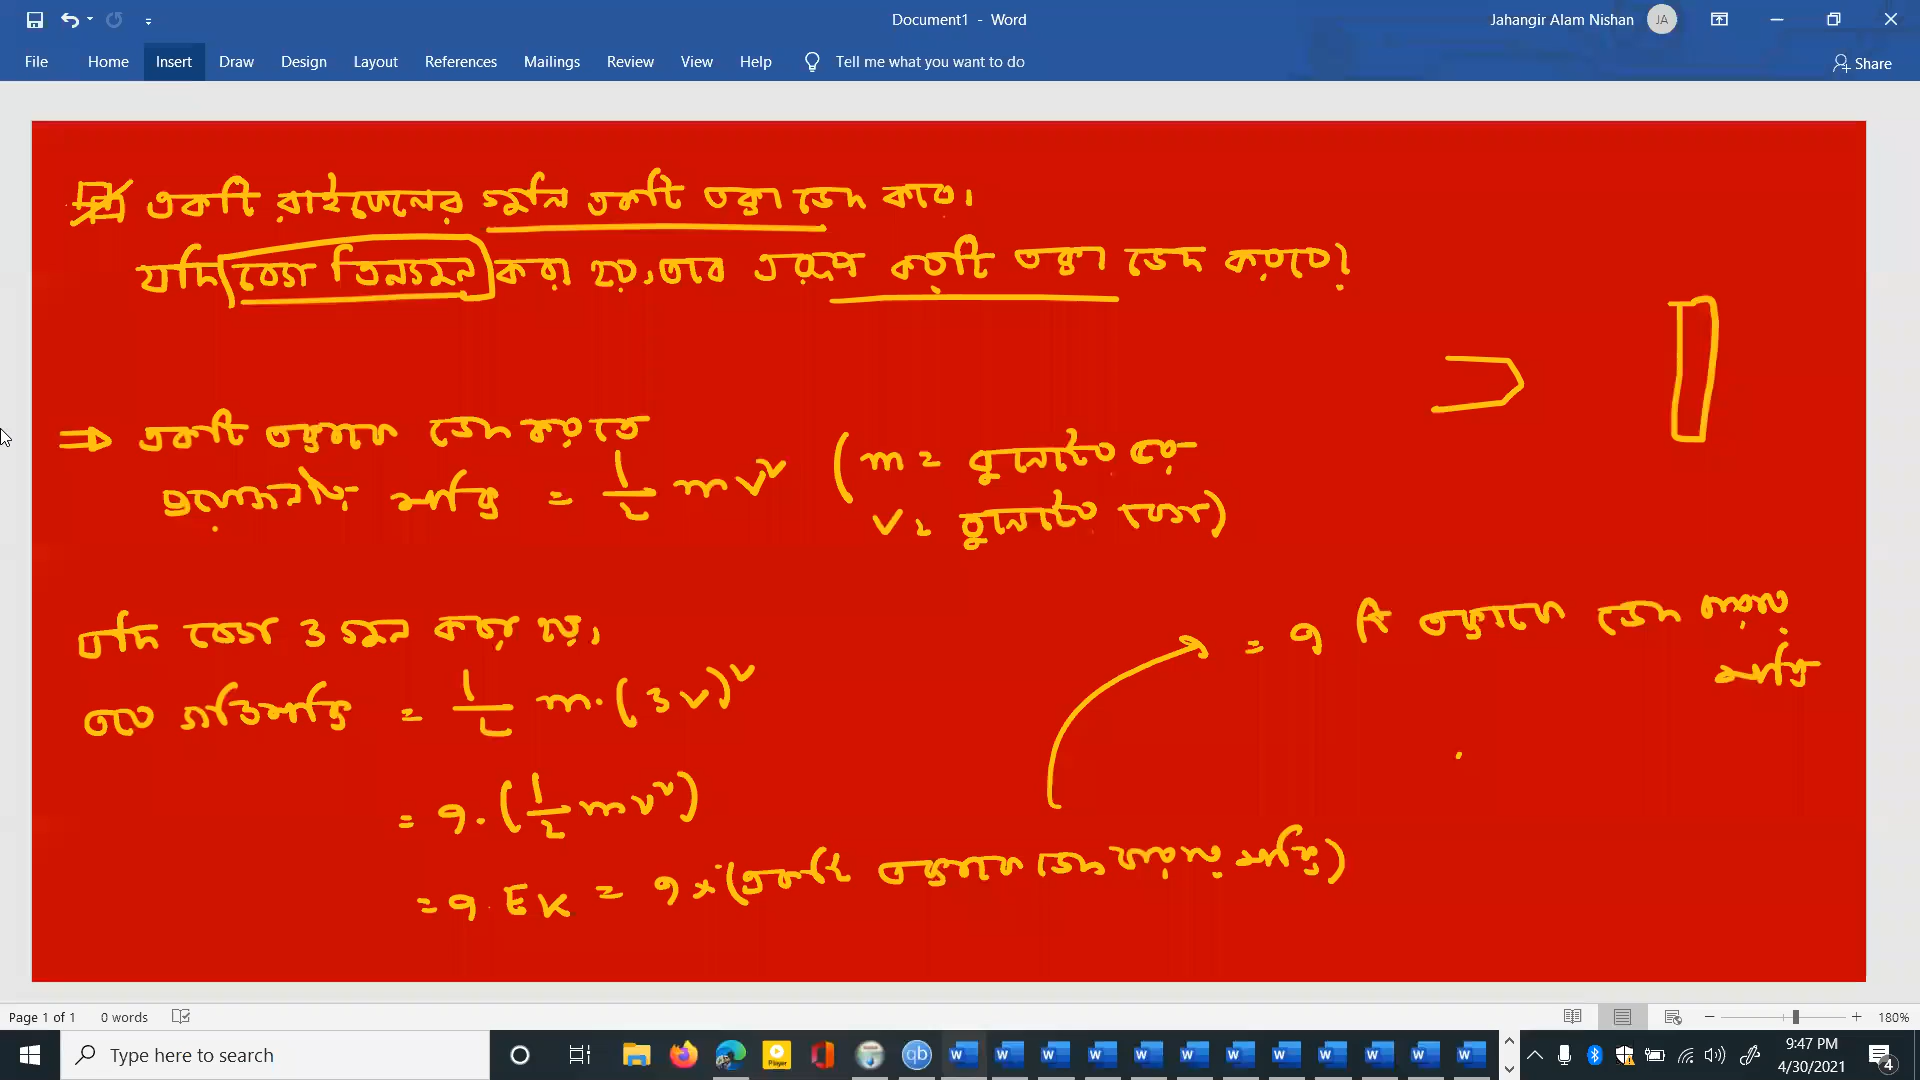 Document1 - Word
Jahangir Alam Nishan
JA
File Home Insert Draw Design Layout References Mailings Review View Help Tell me what you want to do
Share
একটি রাইফেলের গুলি একটি তক্তা ভেদ করে।
যদি বেগ তিনগুন করা হয়, তবে এরূপ কয়টি তক্তা ভেদ করবে?
⇒ একটি তক্তাকে ভেদ করতে
প্রয়োজনীয় শক্তি = 1/2 mv² (m = বুলেটের ভর
v = বুলেটের বেগ)
যদি বেগ 3 গুন করা হয়,
তবে গতিশক্তি = 1/2 m·(3v)²
= 9·(1/2 mv²)
= 9·EK = 9×(একটি তক্তাকে ভেদ করার শক্তি)
= 9 টি তক্তাকে ভেদ করার
শক্তি
Page 1 of 1 0 words
180%
Type here to search
qb
Player
9:47 PM
4/30/2021
4